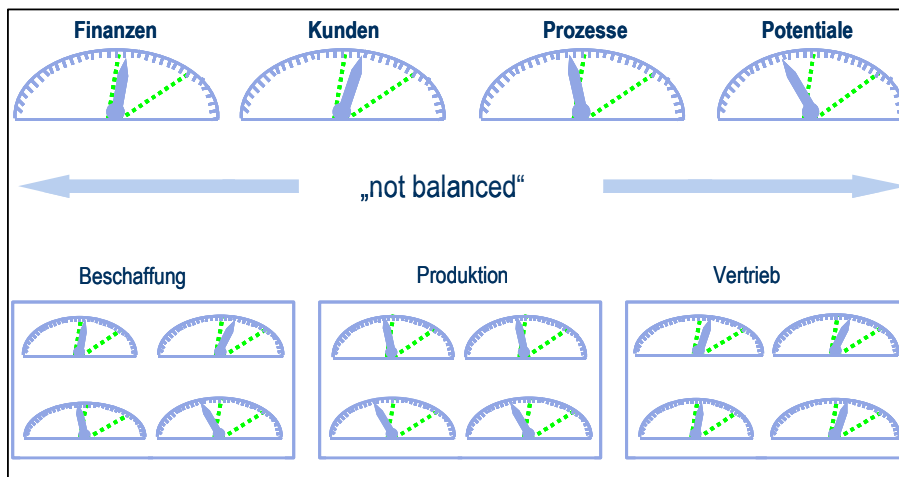 Finanzen Kunden Prozesse Potentiale
„not balanced“
Beschaffung Produktion Vertrieb